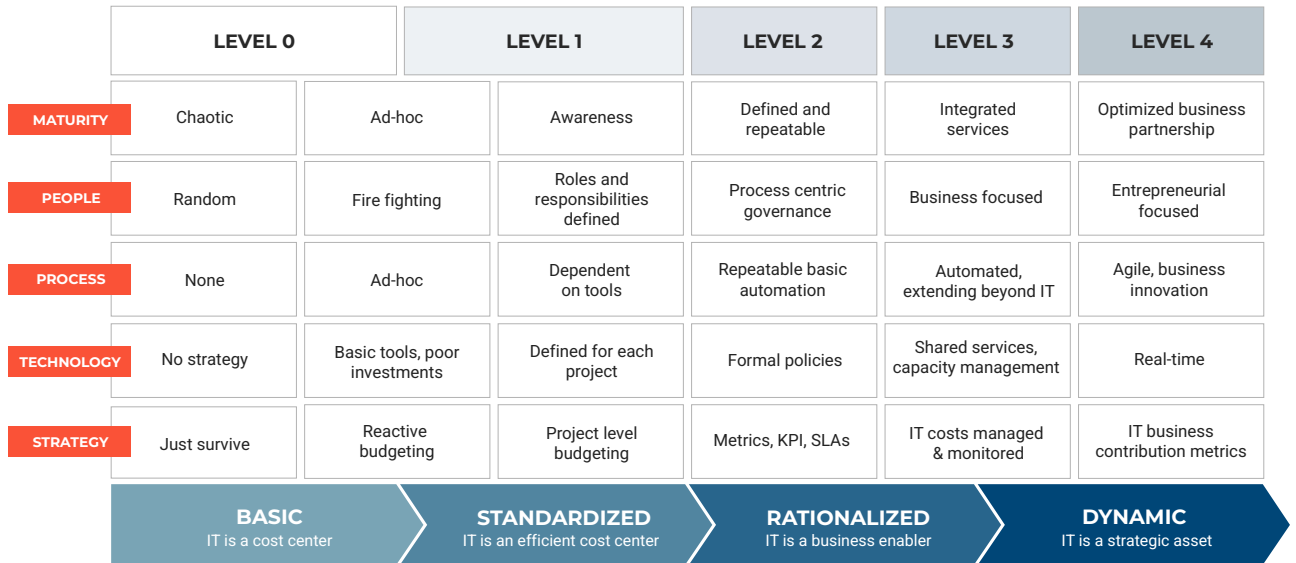 LEVEL 0
LEVEL 1
LEVEL 2
LEVEL 3
LEVEL 4
MATURITY
Chaotic
Ad-hoc
Awareness
Defined and
repeatable
Integrated
services
Optimized business
partnership
PEOPLE
Random
Fire fighting
Roles and
responsibilities
defined
Process centric
governance
Business focused
Entrepreneurial
focused
PROCESS
None
Ad-hoc
Dependent
on tools
Repeatable basic
automation
Automated,
extending beyond IT
Agile, business
innovation
TECHNOLOGY
No strategy
Basic tools, poor
investments
Defined for each
project
Formal policies
Shared services,
capacity management
Real-time
STRATEGY
Just survive
Reactive
budgeting
Project level
budgeting
Metrics, KPI, SLAs
IT costs managed
& monitored
IT business
contribution metrics
BASIC
IT is a cost center
STANDARDIZED
IT is an efficient cost center
RATIONALIZED
IT is a business enabler
DYNAMIC
IT is a strategic asset